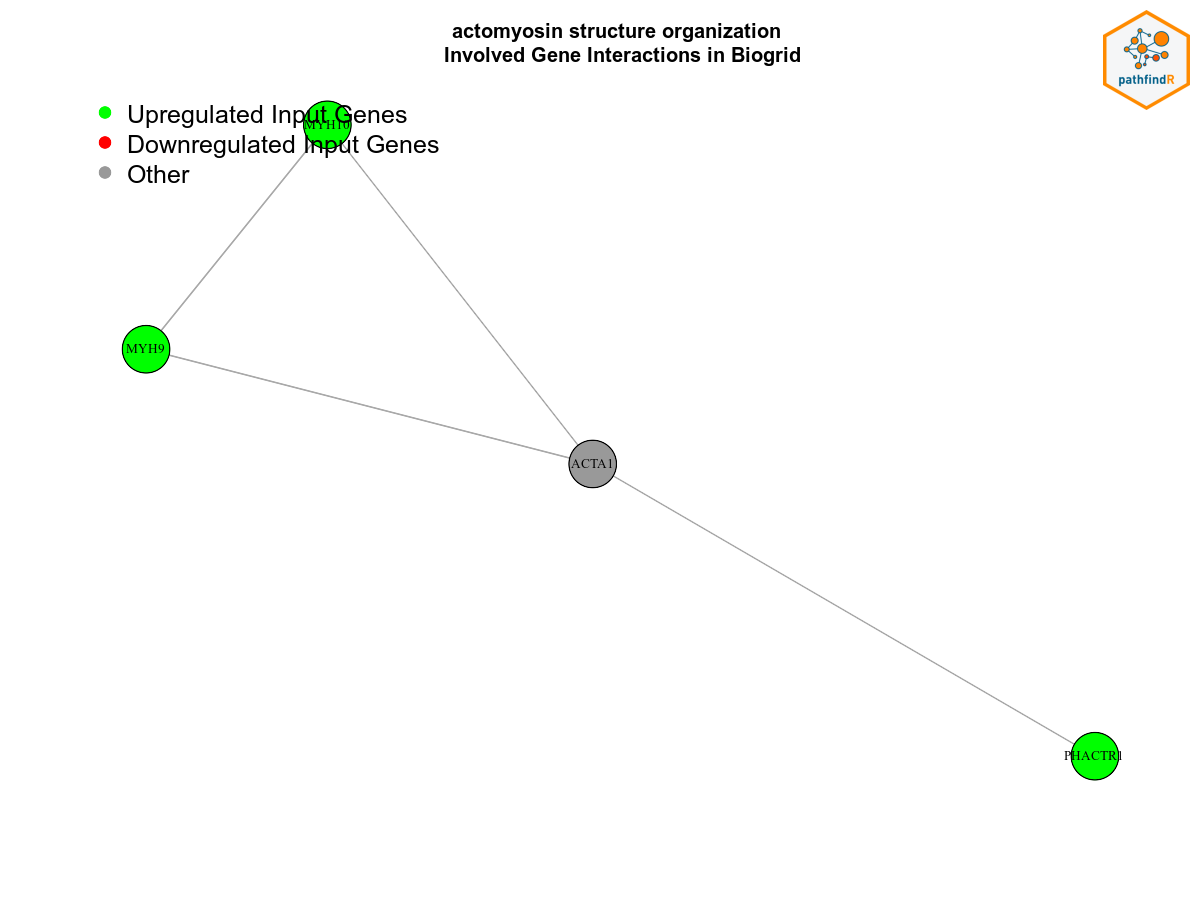 actomyosin structure organization
Involved Gene Interactions in Biogrid
pathfindR
Upregulated Input Genes
MYH10
Downregulated Input Genes
Other
MYH9
ACTA1
PHACTR1